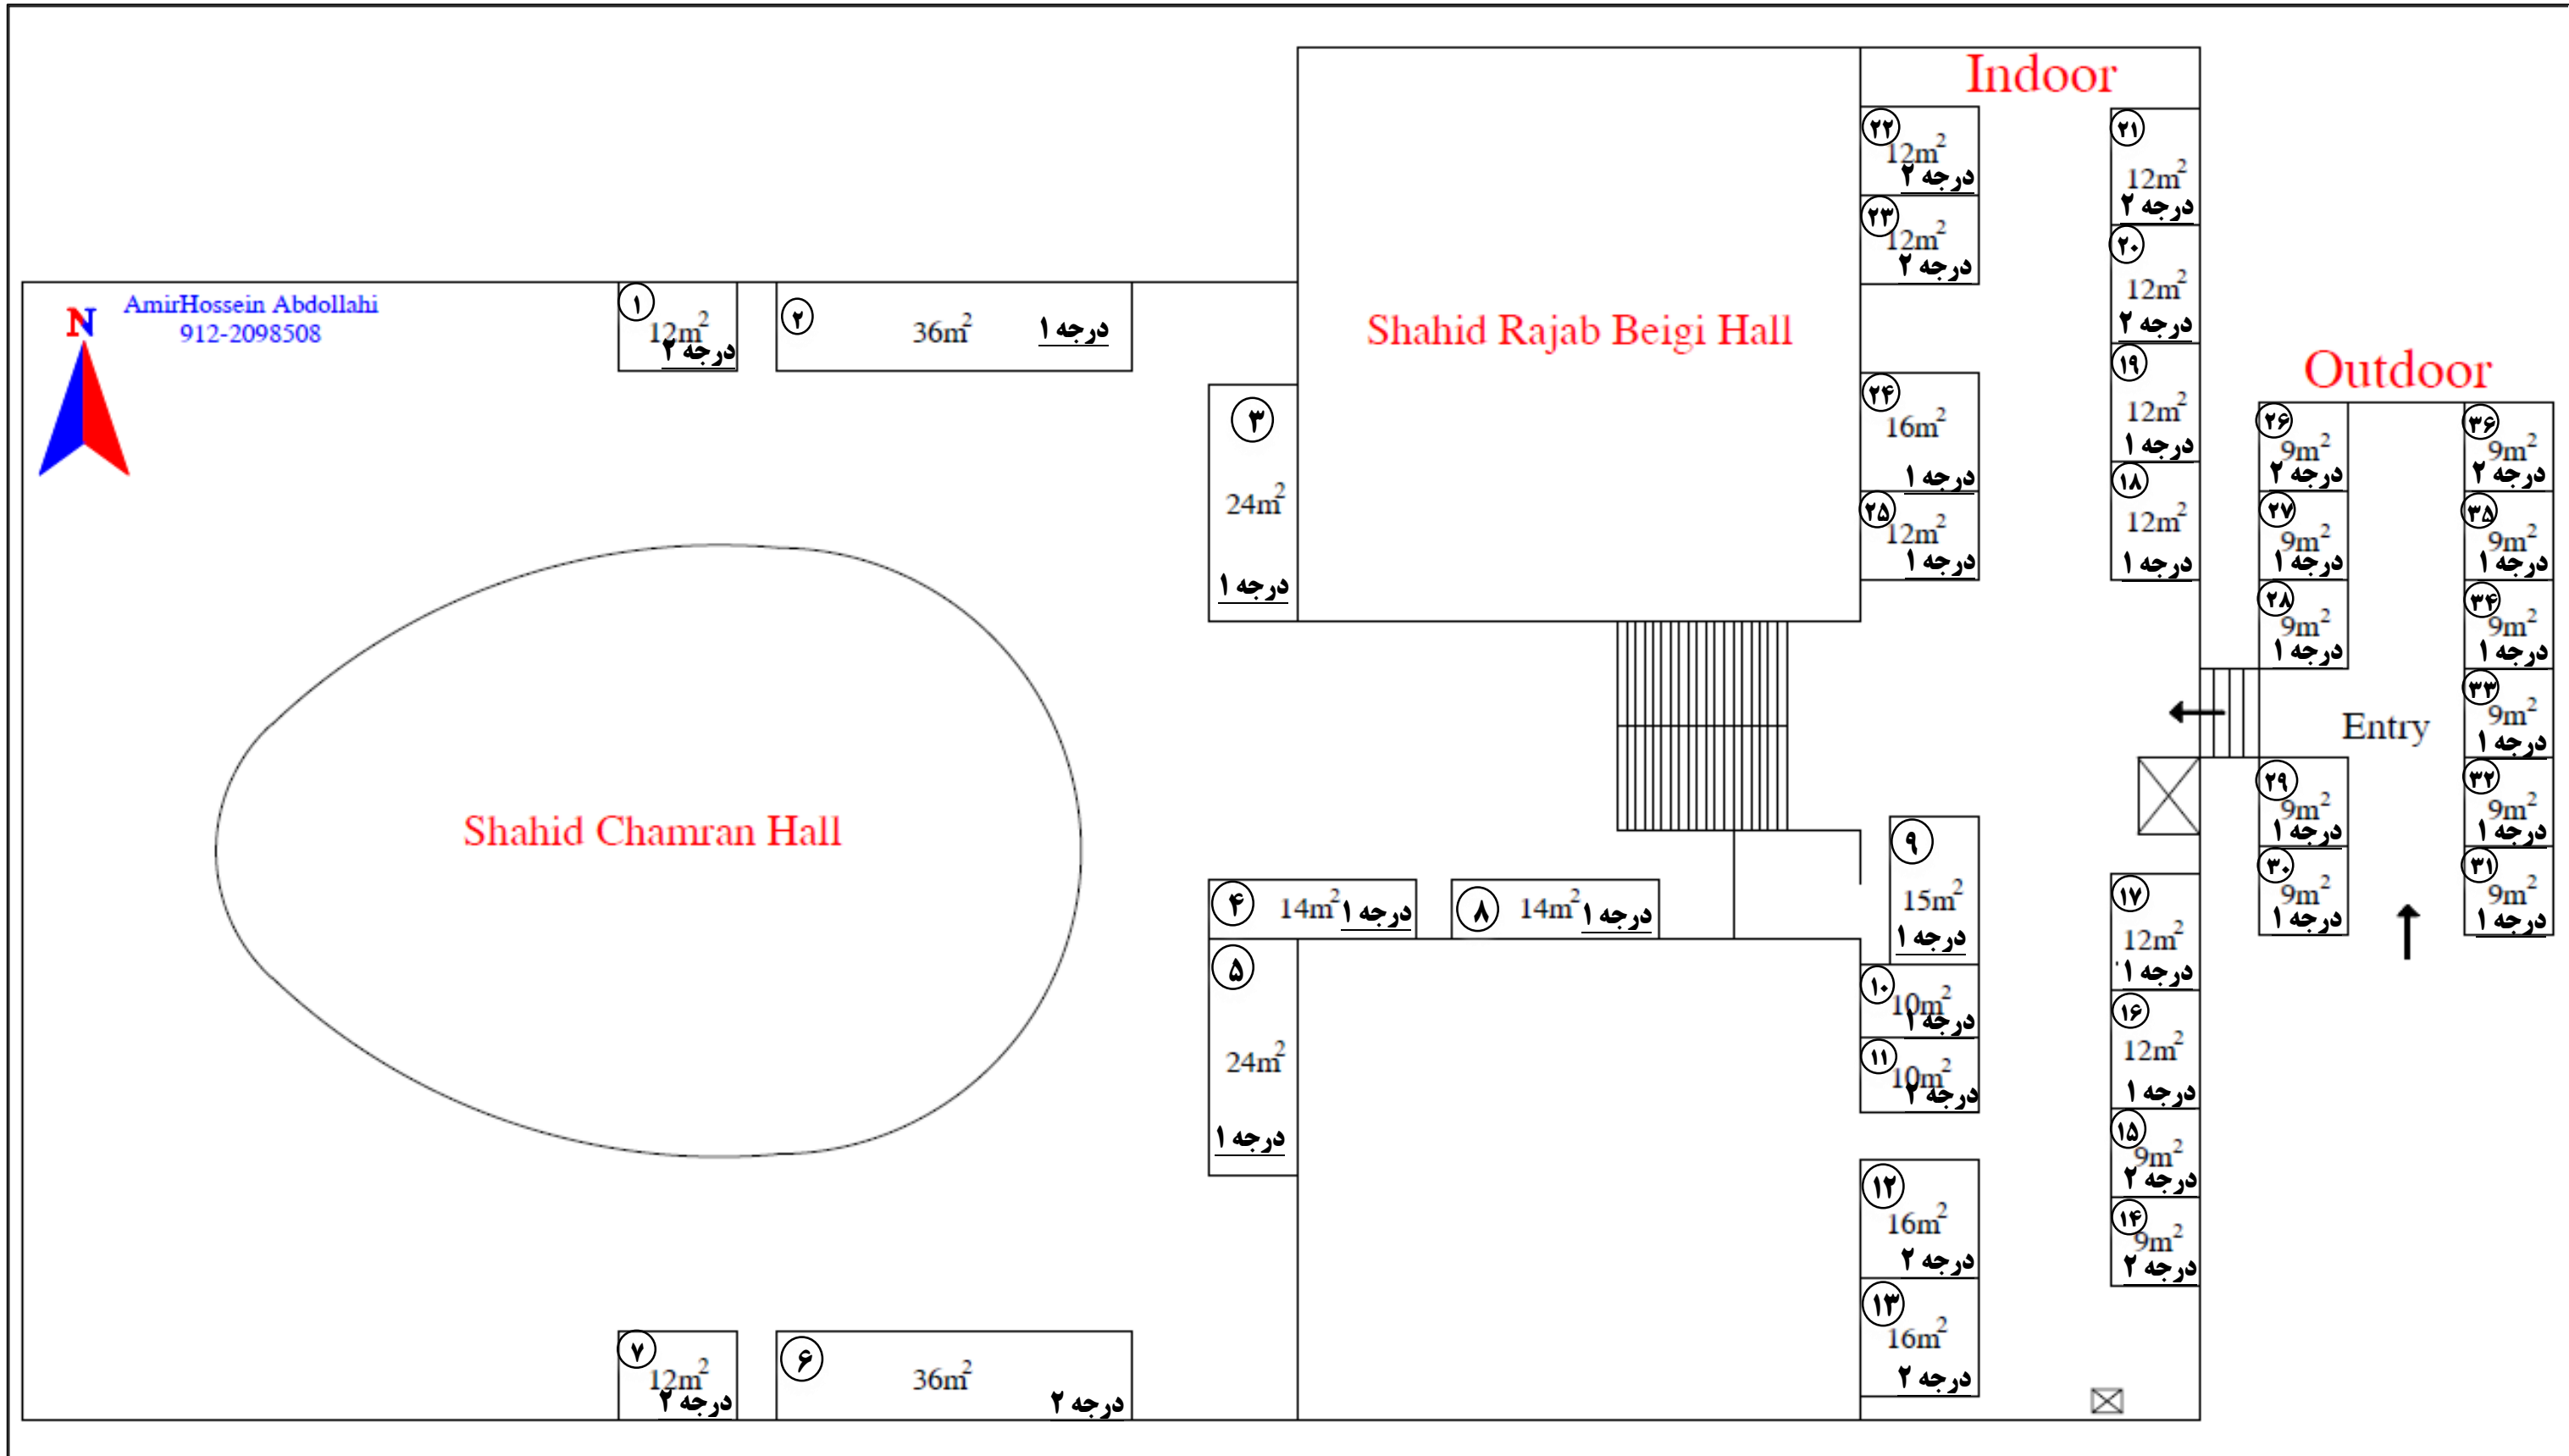 Indoor
Outdoor
N
AmirHossein Abdollahi
912-2098508
۱
12m²
درجه ۲
۲
36m²
درجه ۱
۳
24m²
درجه ۱
Shahid Rajab Beigi Hall
Shahid Chamran Hall
۴
14m²
درجه ۱
۸
14m²
درجه ۱
۵
24m²
درجه ۱
۷
12m²
درجه ۲
۶
36m²
درجه ۲
۲۲
12m²
درجه ۲
۲۳
12m²
درجه ۲
۲۴
16m²
درجه ۱
۲۵
12m²
درجه ۱
۹
15m²
درجه ۱
۱۰
10m²
درجه ۱
۱۱
10m²
درجه ۲
۱۲
16m²
درجه ۲
۱۳
16m²
درجه ۲
۲۱
12m²
درجه ۲
۲۰
12m²
درجه ۲
۱۹
12m²
درجه ۱
۱۸
12m²
درجه ۱
۱۷
12m²
درجه ۱
۱۶
12m²
درجه ۱
۱۵
9m²
درجه ۲
۱۴
9m²
درجه ۲
۲۶
9m²
درجه ۲
۲۷
9m²
درجه ۱
۲۸
9m²
درجه ۱
Entry
۲۹
9m²
درجه ۱
۳۰
9m²
درجه ۱
۳۶
9m²
درجه ۲
۳۵
9m²
درجه ۱
۳۴
9m²
درجه ۱
۳۳
9m²
درجه ۱
۳۲
9m²
درجه ۱
۳۱
9m²
درجه ۱